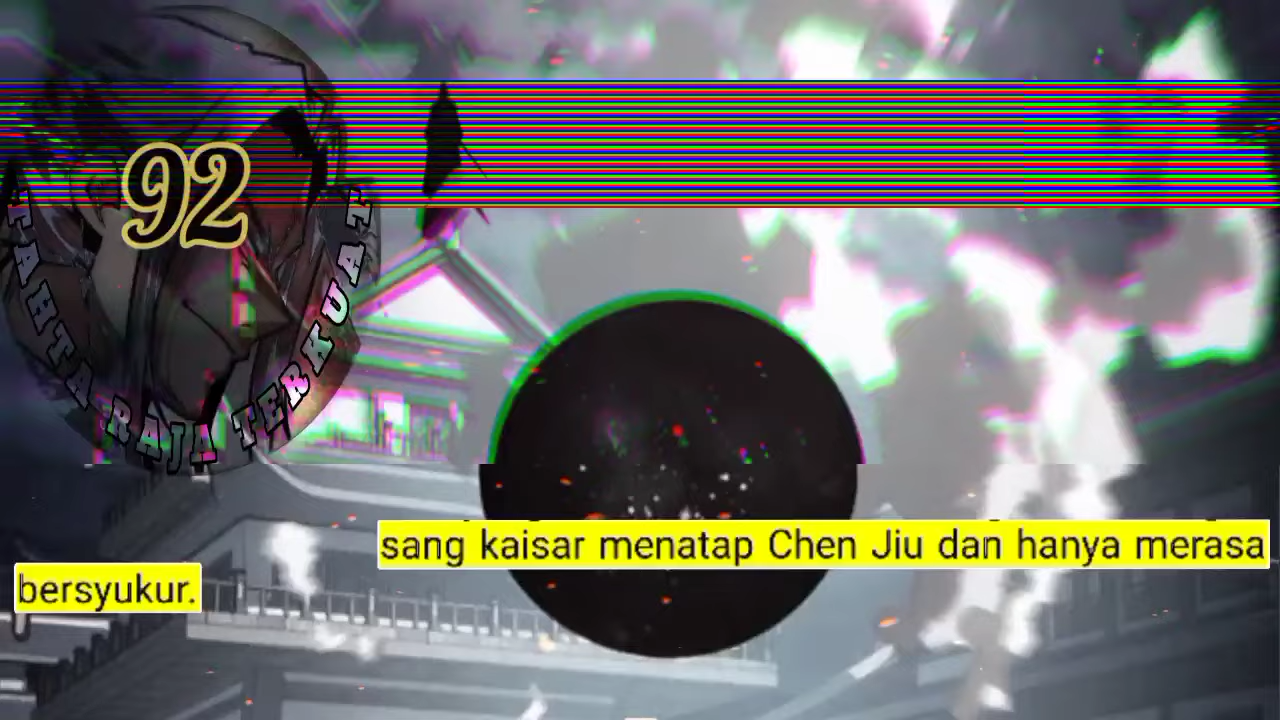 92
TAHTA RAJA TERKUAT
sang kaisar menatap Chen Jiu dan hanya merasa
bersyukur.